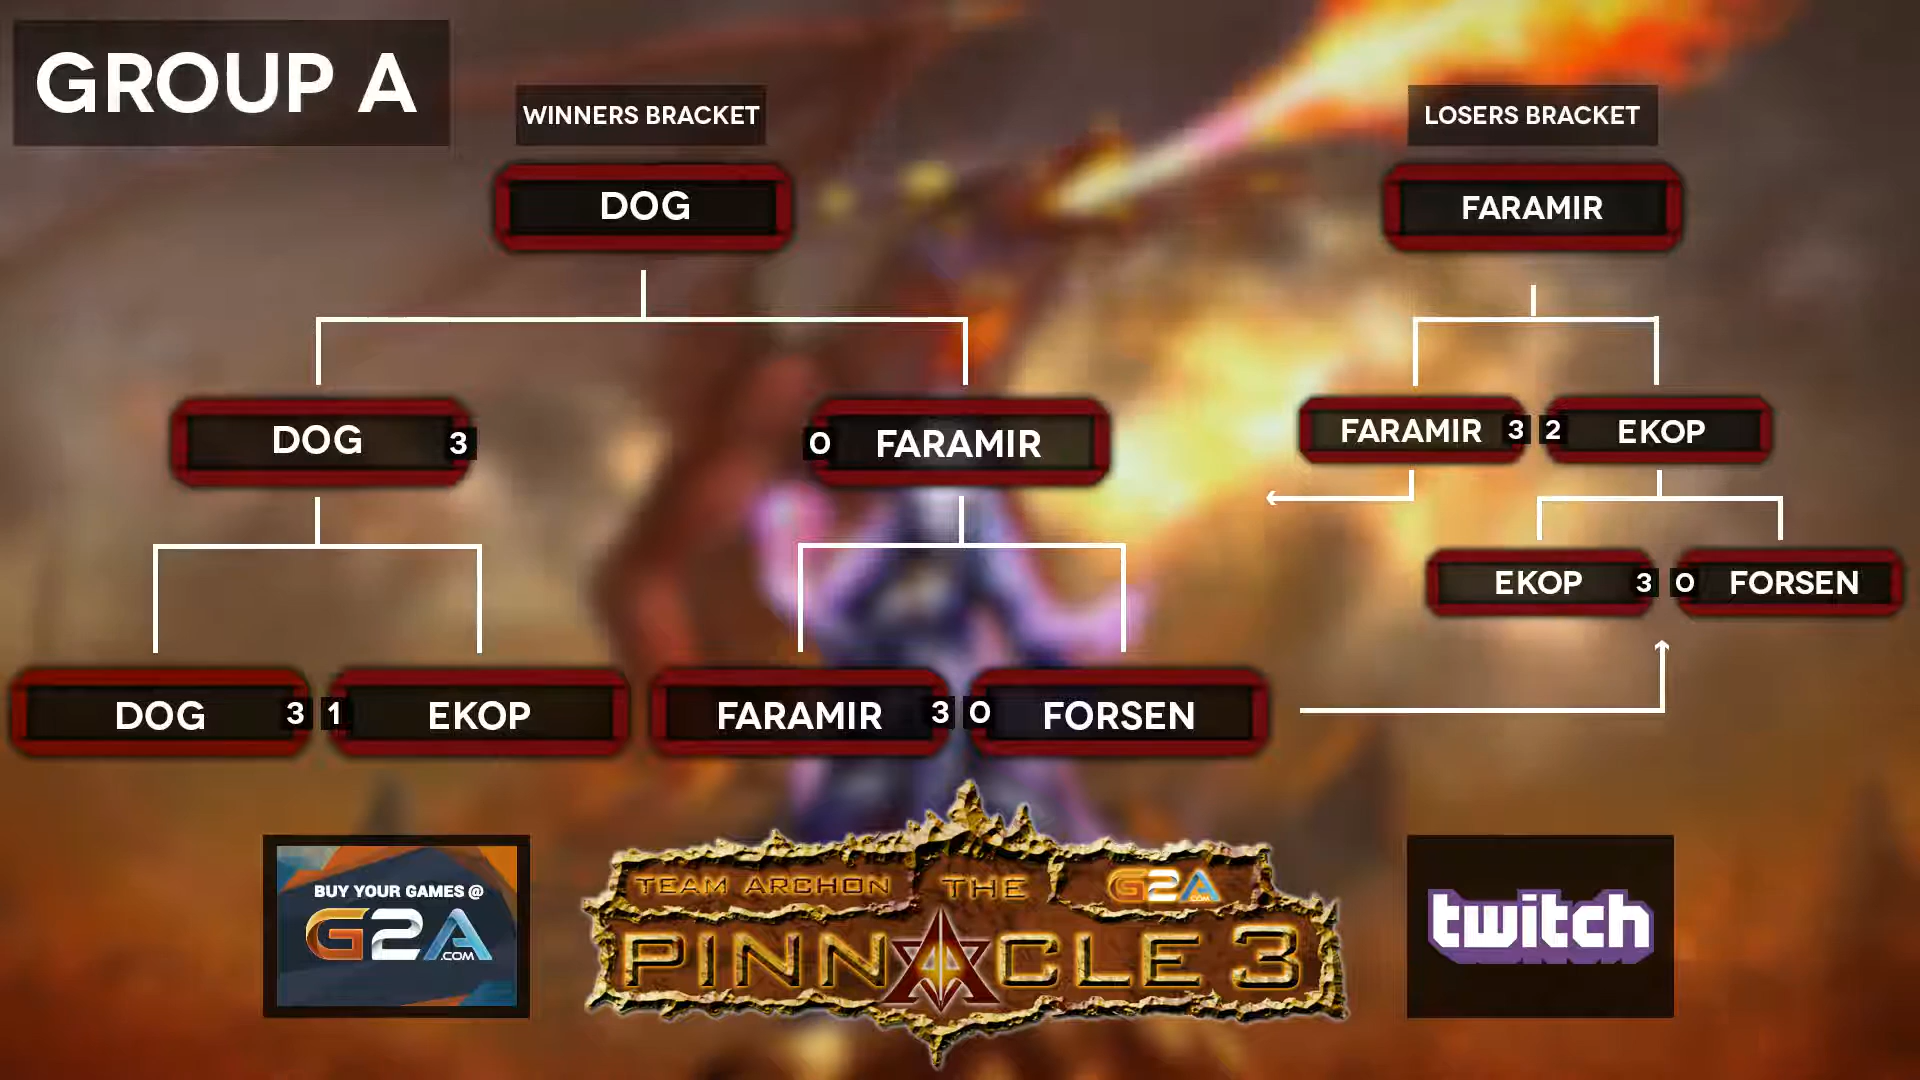 GROUP A
WINNERS BRACKET
LOSERS BRACKET
DOG
FARAMIR
DOG 3
0 FARAMIR
FARAMIR 3
2 EKOP
EKOP 3
0 FORSEN
DOG 3
1 EKOP
FARAMIR 3
0 FORSEN
BUY YOUR GAMES @
G2A
.COM
TEAM ARCHON THE G2A
.COM
PINNACLE 3
twitch